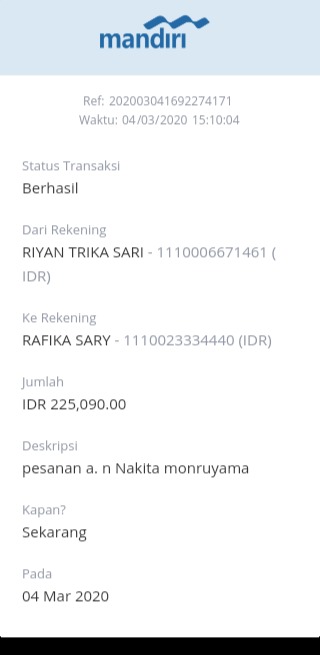 mandiri
Ref: 202003041692274171
Waktu: 04/03/2020 15:10:04
Status Transaksi
Berhasil
Dari Rekening
RIYAN TRIKA SARI - 1110006671461 (
IDR)
Ke Rekening
RAFIKA SARY - 1110023334440 (IDR)
Jumlah
IDR 225,090.00
Deskripsi
pesanan a. n Nakita monruyama
Kapan?
Sekarang
Pada
04 Mar 2020